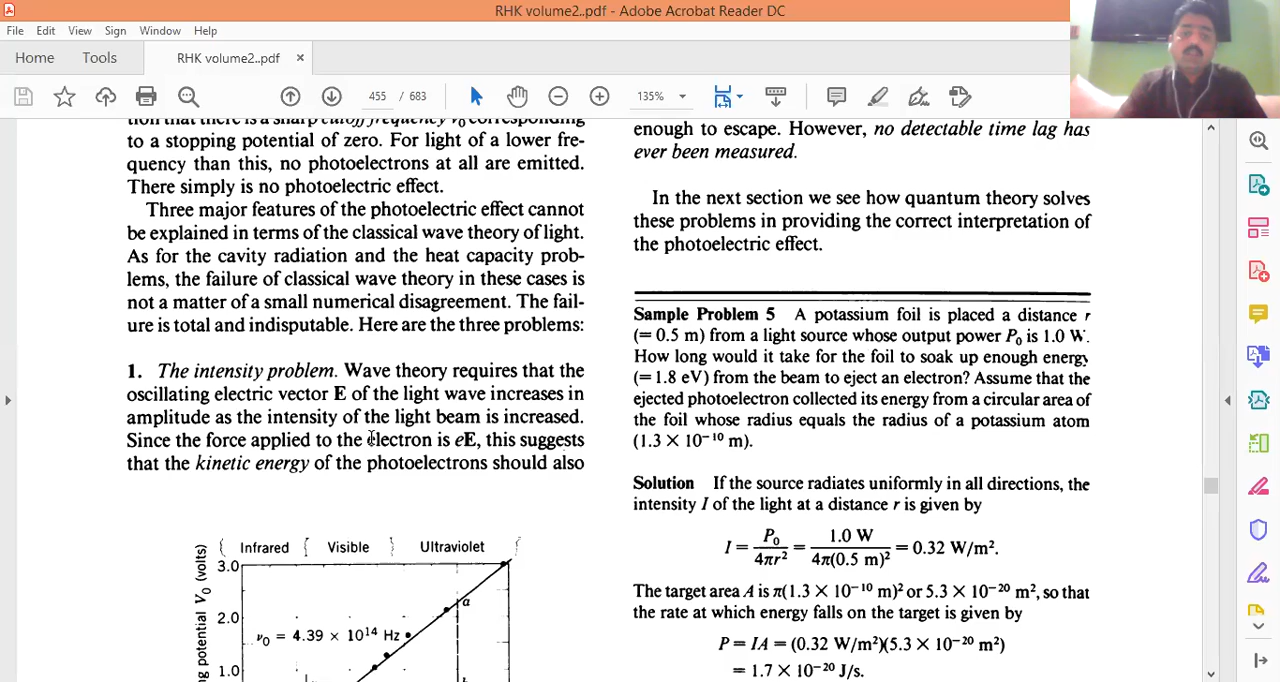 RHK volume2..pdf - Adobe Acrobat Reader DC
File Edit View Sign Window Help
Home Tools RHK volume2..pdf ×
455 / 683 135%
tion that there is a sharp cutoff frequency ν0 corresponding
to a stopping potential of zero. For light of a lower fre-
quency than this, no photoelectrons at all are emitted.
There simply is no photoelectric effect.
Three major features of the photoelectric effect cannot
be explained in terms of the classical wave theory of light.
As for the cavity radiation and the heat capacity prob-
lems, the failure of classical wave theory in these cases is
not a matter of a small numerical disagreement. The fail-
ure is total and indisputable. Here are the three problems:
1. The intensity problem. Wave theory requires that the
oscillating electric vector E of the light wave increases in
amplitude as the intensity of the light beam is increased.
Since the force applied to the electron is eE, this suggests
that the kinetic energy of the photoelectrons should also
{ Infrared { Visible } Ultraviolet {
3.0
2.0
1.0
ng potential V0 (volts)
ν0 = 4.39 × 10^14 Hz
a
enough to escape. However, no detectable time lag has
ever been measured.
In the next section we see how quantum theory solves
these problems in providing the correct interpretation of
the photoelectric effect.
Sample Problem 5 A potassium foil is placed a distance r
(= 0.5 m) from a light source whose output power P0 is 1.0 W.
How long would it take for the foil to soak up enough energy
(= 1.8 eV) from the beam to eject an electron? Assume that the
ejected photoelectron collected its energy from a circular area of
the foil whose radius equals the radius of a potassium atom
(1.3 × 10^−10 m).
Solution If the source radiates uniformly in all directions, the
intensity I of the light at a distance r is given by
I = P0/4πr² = 1.0 W/4π(0.5 m)² = 0.32 W/m².
The target area A is π(1.3 × 10^−10 m)² or 5.3 × 10^−20 m², so that
the rate at which energy falls on the target is given by
P = IA = (0.32 W/m²)(5.3 × 10^−20 m²)
= 1.7 × 10^−20 J/s.